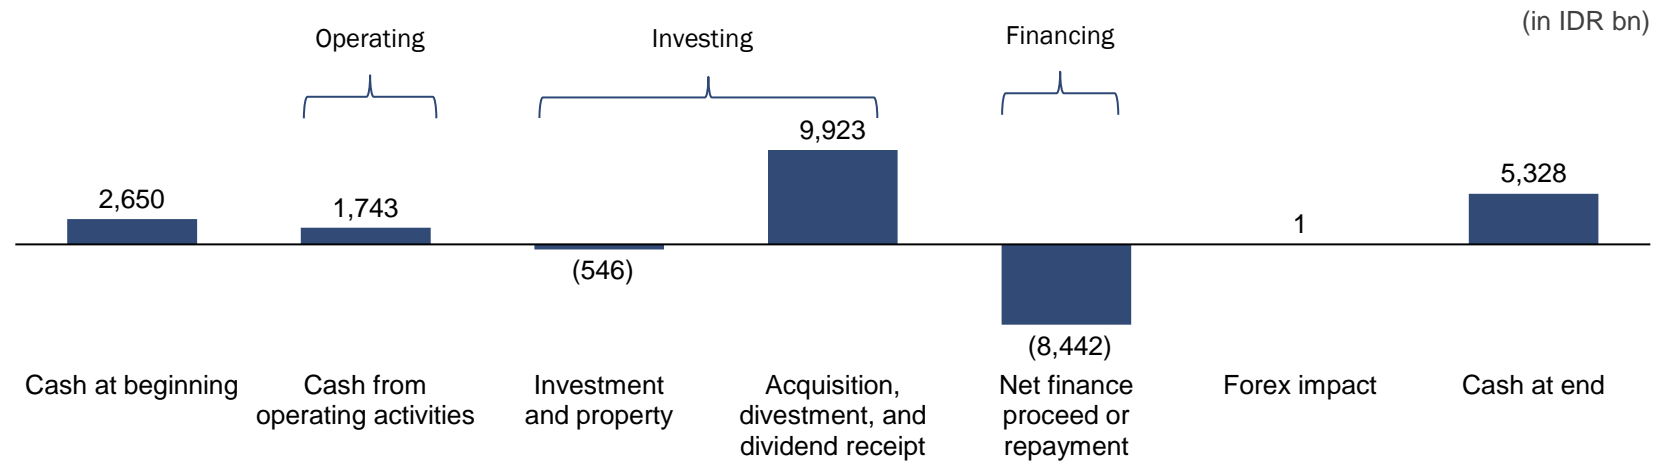 (in IDR bn)
Operating
Investing
Financing
2,650
1,743
(546)
9,923
(8,442)
1
5,328
Cash at beginning
Cash from
operating activities
Investment
and property
Acquisition,
divestment, and
dividend receipt
Net finance
proceed or
repayment
Forex impact
Cash at end